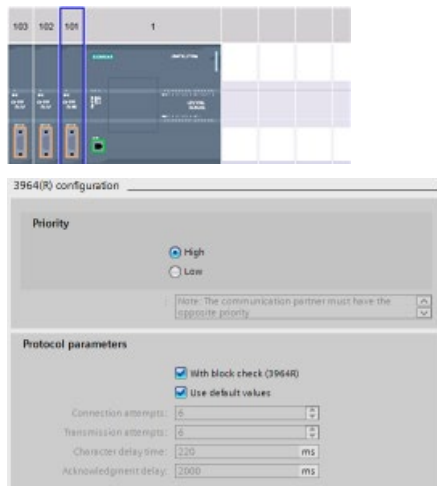 103 102 101 1
SIEMENS
3964(R) configuration
Priority
High
Low
Note: The communication partner must have the
opposite priority
Protocol parameters
With block check (3964R)
Use default values
Connection attempts: 6
Transmission attempts: 6
Character delay time: 220 ms
Acknowledgment delay: 2000 ms